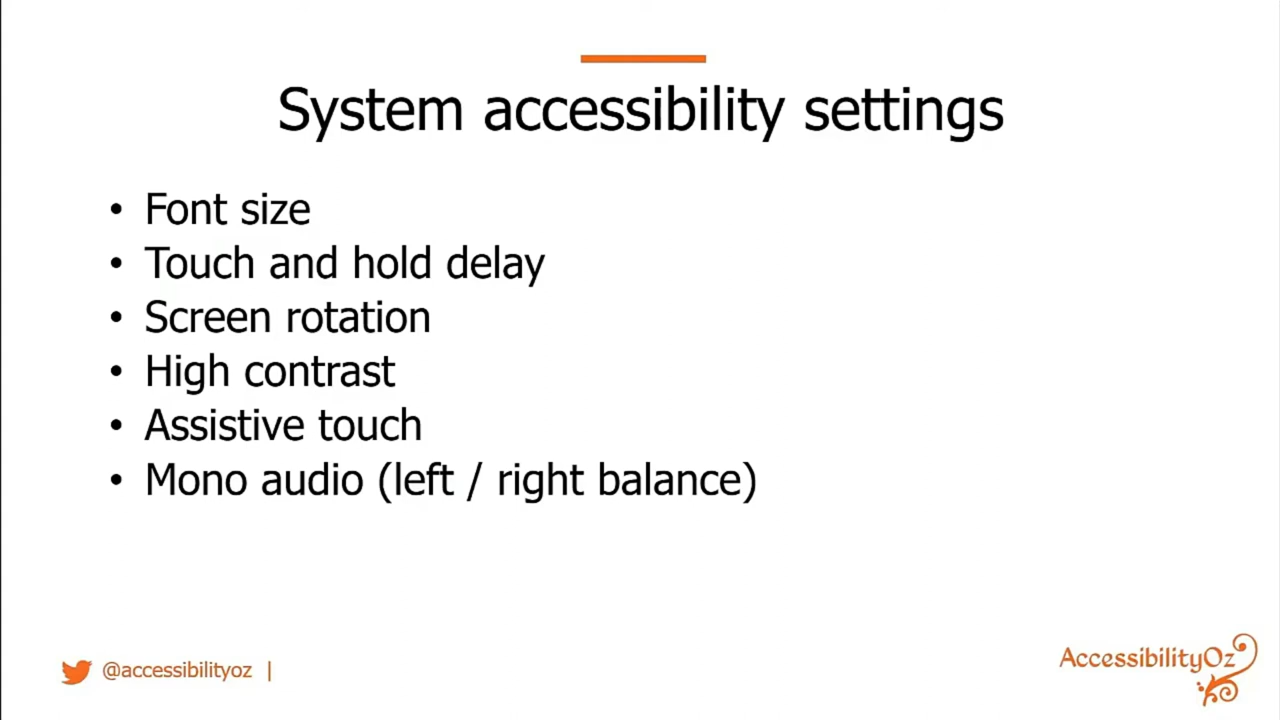 System accessibility settings
• Font size
• Touch and hold delay
• Screen rotation
• High contrast
• Assistive touch
• Mono audio (left / right balance)
@accessibilityoz |
AccessibilityOz